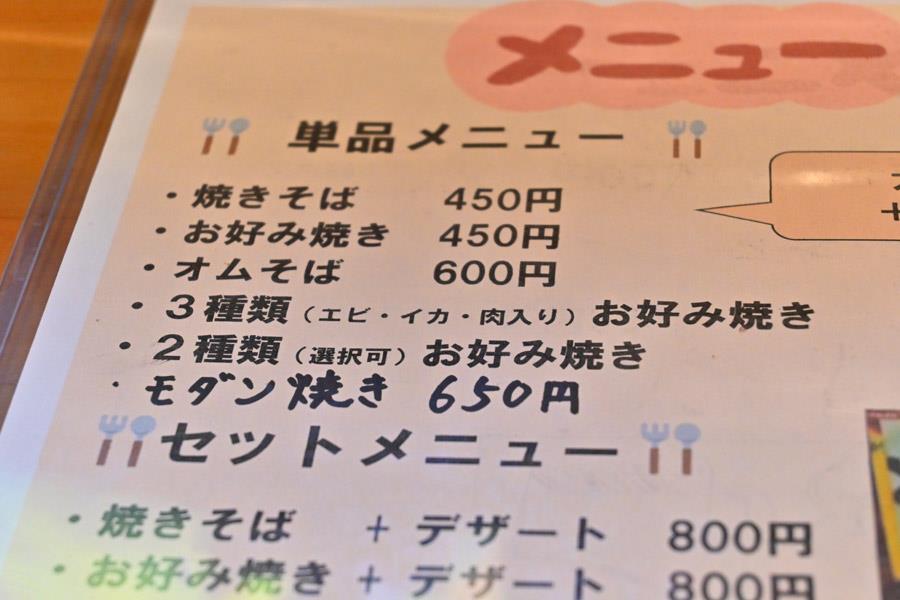 メニュー
単品メニュー
・焼きそば 450円
・お好み焼き 450円
・オムそば 600円
・3種類(エビ・イカ・肉入り)お好み焼き
・2種類(選択可)お好み焼き
・モダン焼き 650円
セットメニュー
・焼きそば + デザート 800円
・お好み焼き + デザート 800円